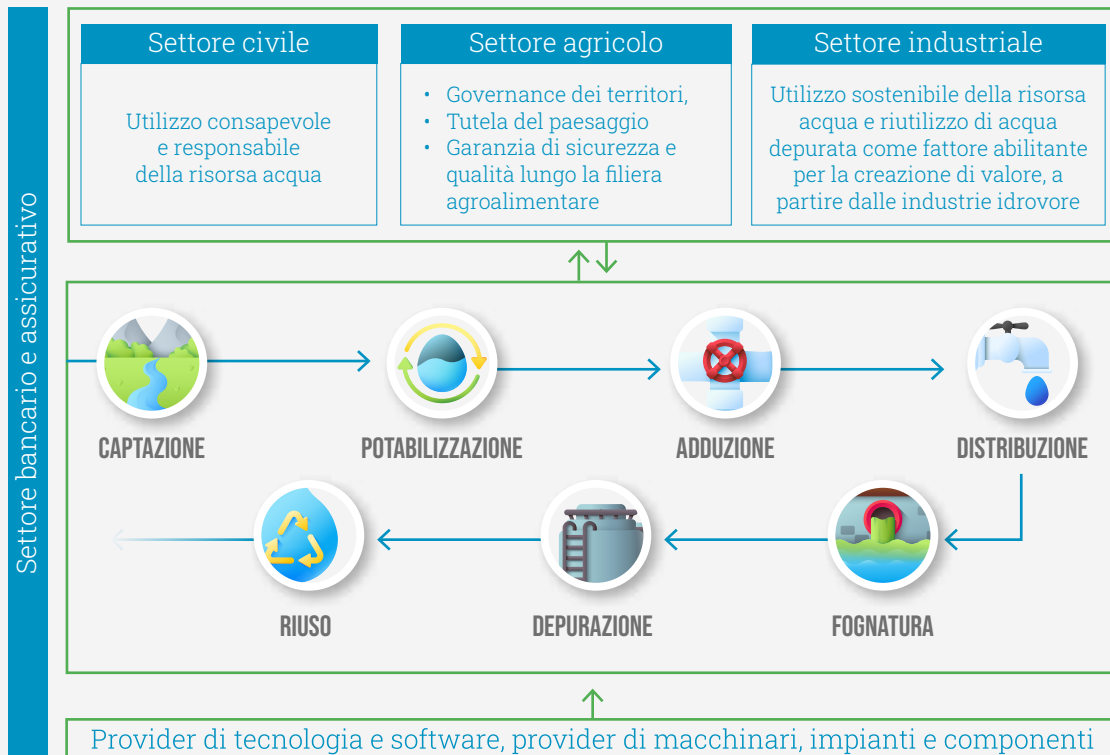 Settore bancario e assicurativo
Settore civile
Utilizzo consapevole
e responsabile
della risorsa acqua
Settore agricolo
• Governance dei territori,
• Tutela del paesaggio
• Garanzia di sicurezza e
qualità lungo la filiera
agroalimentare
Settore industriale
Utilizzo sostenibile della risorsa
acqua e riutilizzo di acqua
depurata come fattore abilitante
per la creazione di valore, a
partire dalle industrie idrovore
CAPTAZIONE
POTABILIZZAZIONE
ADDUZIONE
DISTRIBUZIONE
RIUSO
DEPURAZIONE
FOGNATURA
Provider di tecnologia e software, provider di macchinari, impianti e componenti